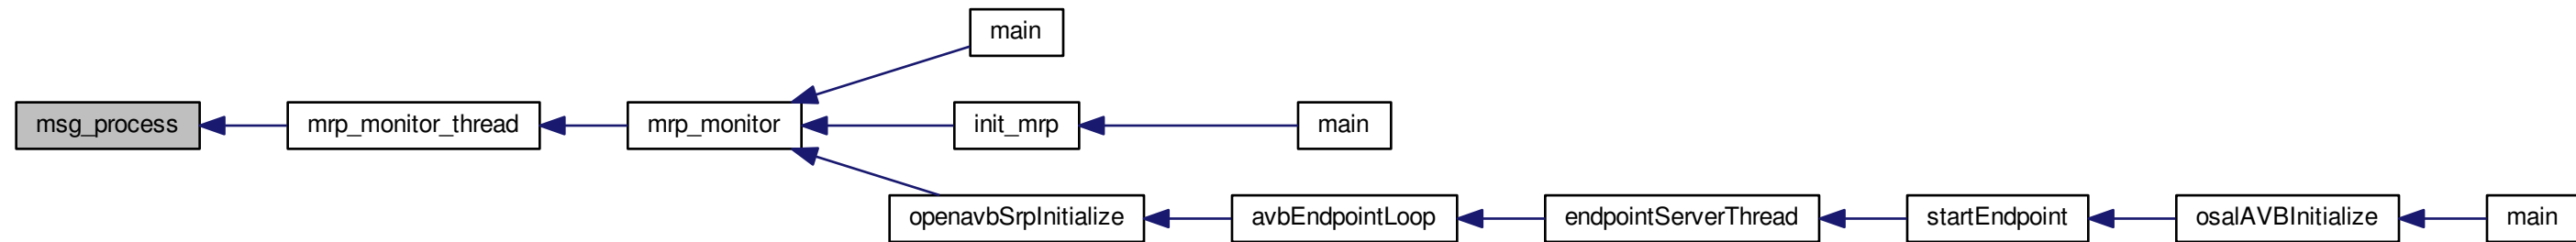 main
msg_process
mrp_monitor_thread
mrp_monitor
init_mrp
main
openavbSrpInitialize
avbEndpointLoop
endpointServerThread
startEndpoint
osalAVBInitialize
main